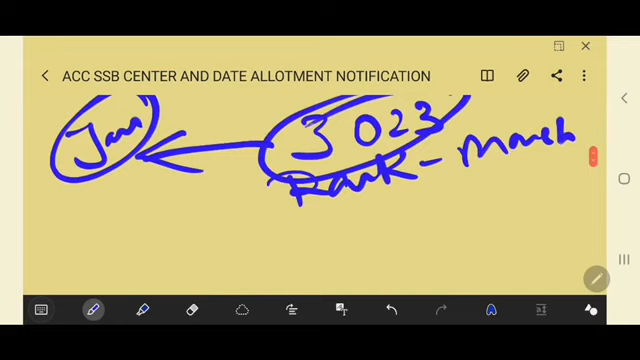 ACC SSB CENTER AND DATE ALLOTMENT NOTIFICATION
Jan 3023
Rank - March